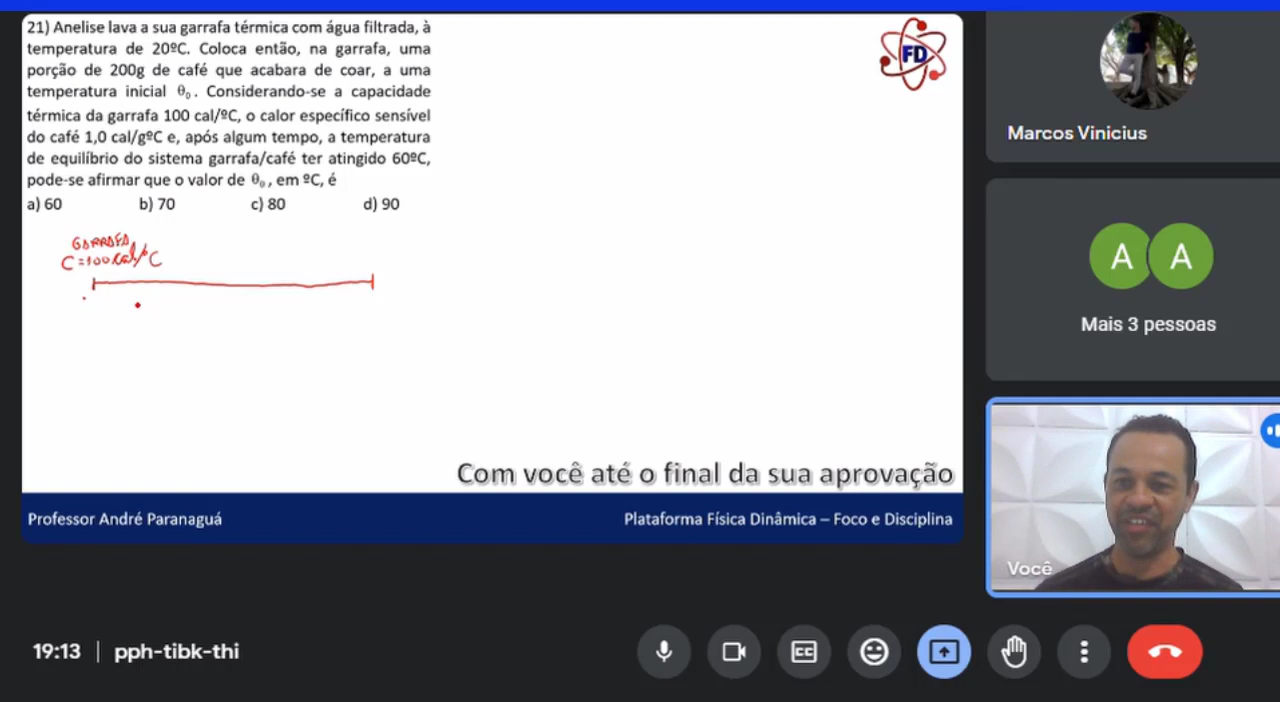 21) Anelise lava a sua garrafa térmica com água filtrada, à
temperatura de 20ºC. Coloca então, na garrafa, uma
porção de 200g de café que acabara de coar, a uma
temperatura inicial θ₀. Considerando-se a capacidade
térmica da garrafa 100 cal/ºC, o calor específico sensível
do café 1,0 cal/gºC e, após algum tempo, a temperatura
de equilíbrio do sistema garrafa/café ter atingido 60ºC,
pode-se afirmar que o valor de θ₀, em ºC, é
a) 60 b) 70 c) 80 d) 90
GARRAFA
C=100cal/°C
FD
Com você até o final da sua aprovação
Professor André Paranaguá
Plataforma Física Dinâmica – Foco e Disciplina
Marcos Vinicius
A A
Mais 3 pessoas
Você
19:13 | pph-tibk-thi
CC